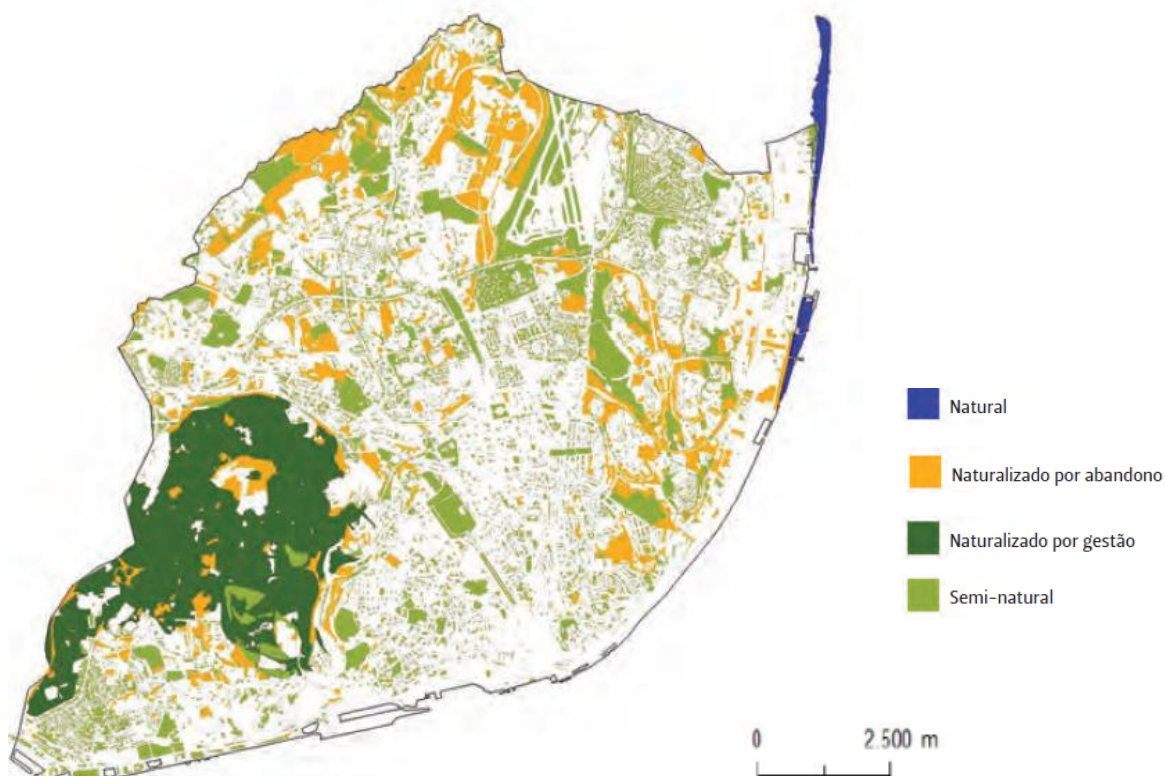 Natural
Naturalizado por abandono
Naturalizado por gestão
Semi-natural
0 2.500 m